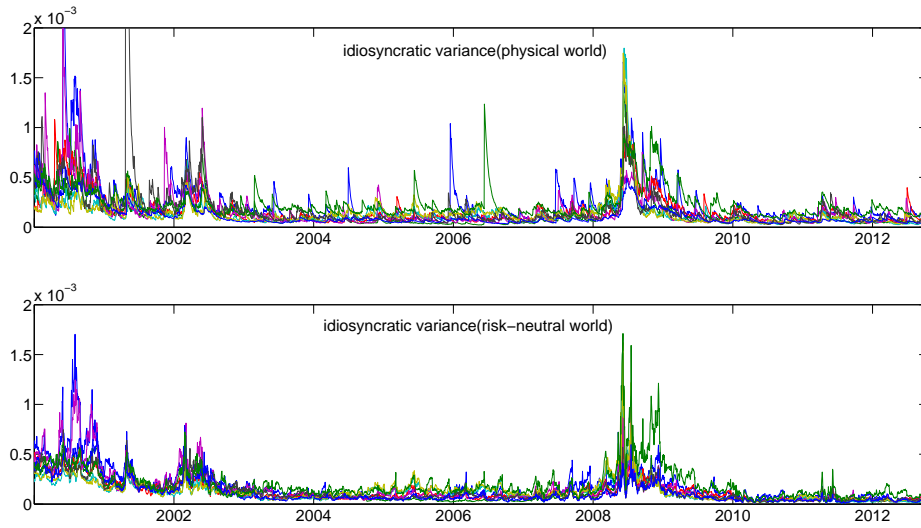 2 x 10⁻³
idiosyncratic variance(physical world)
1.5
1
0.5
0
2002 2004 2006 2008 2010 2012
2 x 10⁻³
idiosyncratic variance(risk−neutral world)
1.5
1
0.5
0
2002 2004 2006 2008 2010 2012